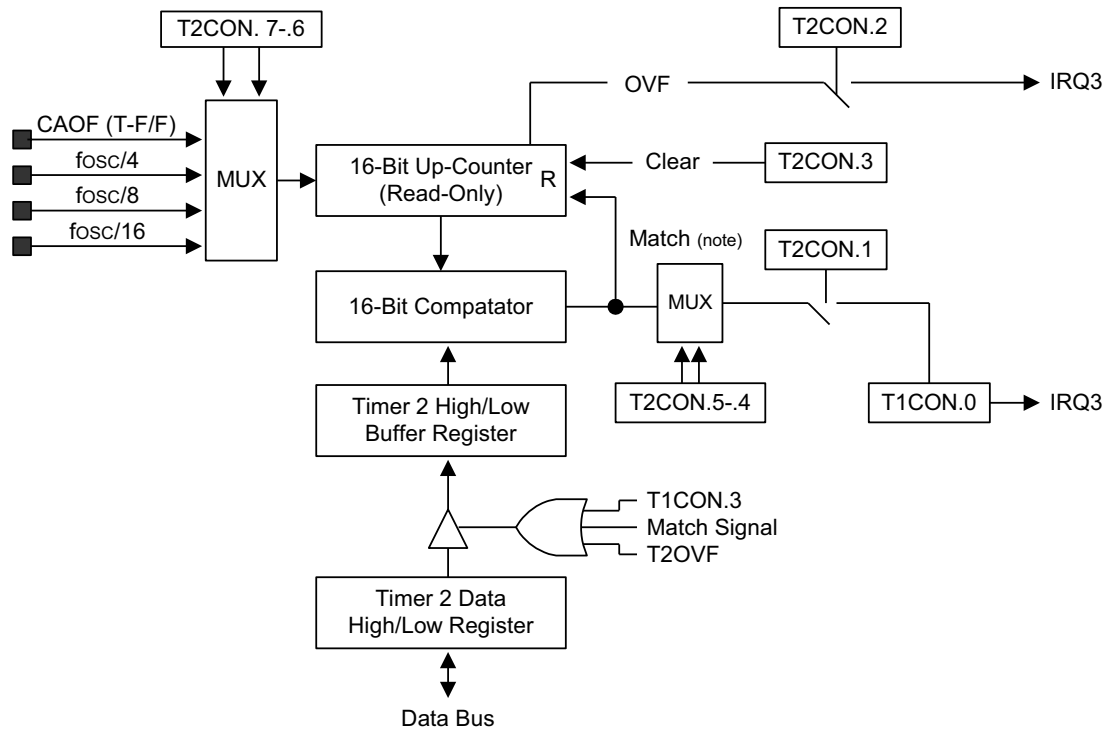 T2CON. 7-.6
T2CON.2
OVF
IRQ3
CAOF (T-F/F)
fosc/4
fosc/8
fosc/16
MUX
16-Bit Up-Counter
(Read-Only)
R
Clear
T2CON.3
Match (note)
T2CON.1
16-Bit Compatator
MUX
Timer 2 High/Low
Buffer Register
T2CON.5-.4
T1CON.0
IRQ3
T1CON.3
Match Signal
T2OVF
Timer 2 Data
High/Low Register
Data Bus